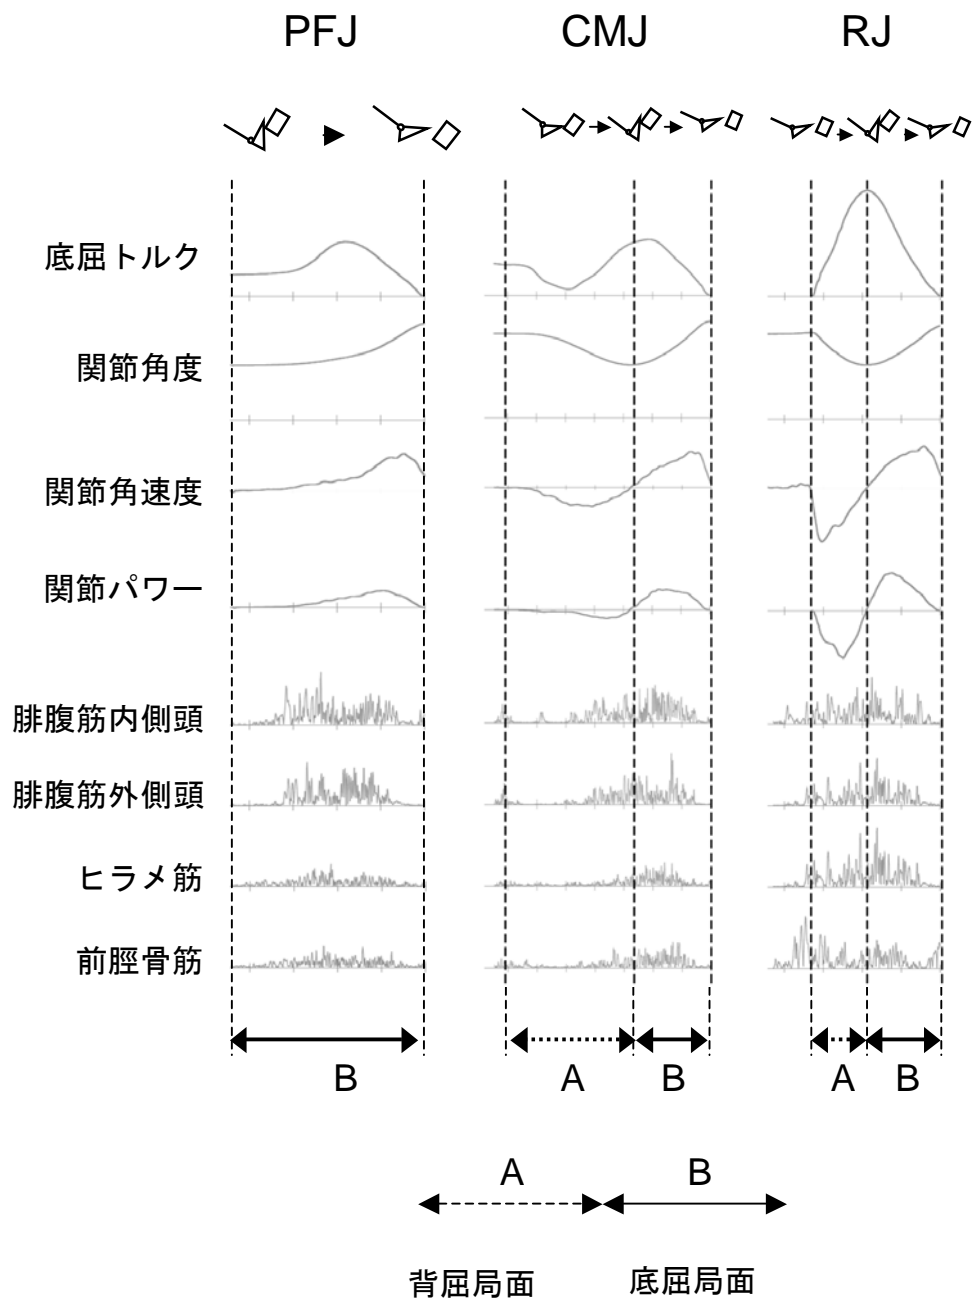 PFJ CMJ RJ
底屈トルク
関節角度
関節角速度
関節パワー
腓腹筋内側頭
腓腹筋外側頭
ヒラメ筋
前脛骨筋
B A B A B
A B
背屈局面 底屈局面